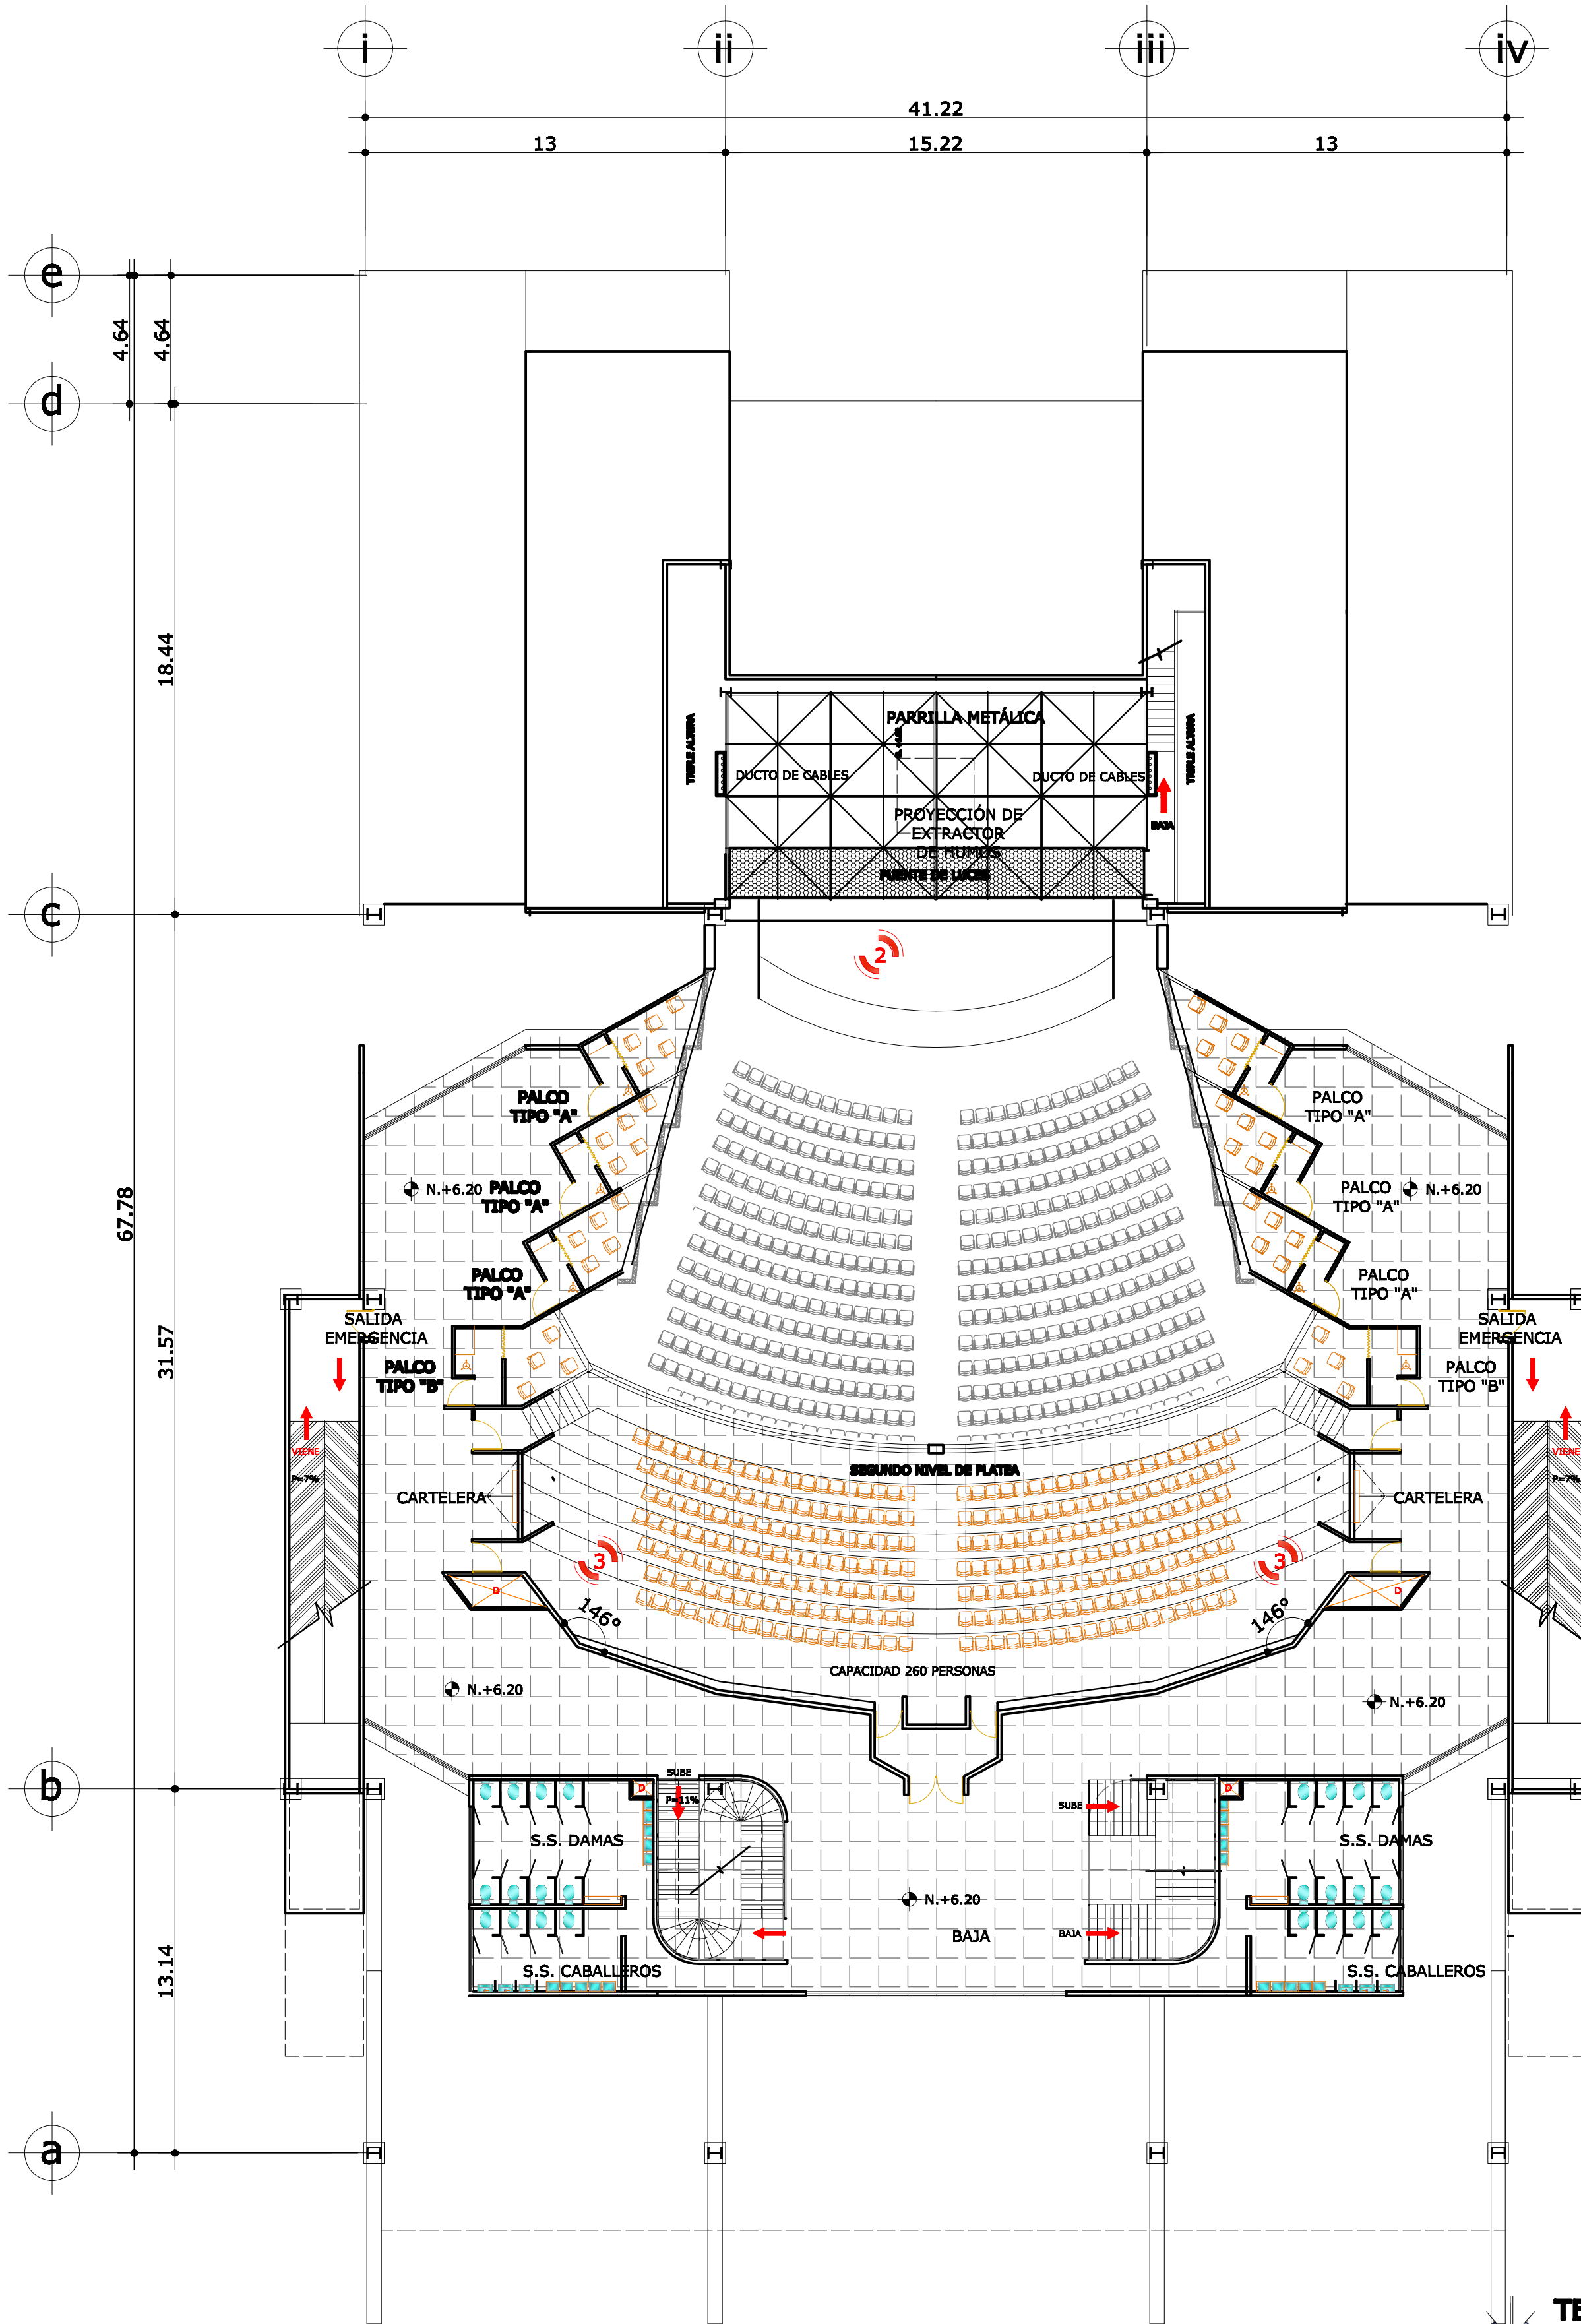 i
ii
iii
iv
41.22
13
15.22
13
e
4.64
4.64
d
18.44
PARRILLA METÁLICA
TRIPLE ALTURA
TRIPLE ALTURA
DUCTO DE CABLES
DUCTO DE CABLES
PROYECCIÓN DE
EXTRACTOR
DE HUMOS
BAJA
PUENTE DE LUCES
c
2
PALCO
TIPO "A"
PALCO
TIPO "A"
67.78
N.+6.20
PALCO
TIPO "A"
PALCO
TIPO "A"
N.+6.20
PALCO
TIPO "A"
PALCO
TIPO "A"
31.57
SALIDA
EMERGENCIA
SALIDA
EMERGENCIA
PALCO
TIPO "B"
PALCO
TIPO "B"
VIENE
P=7%
VIENE
P=7%
SEGUNDO NIVEL DE PLATEA
CARTELERA
CARTELERA
3
3
D
D
146º
146º
CAPACIDAD 260 PERSONAS
N.+6.20
N.+6.20
b
SUBE
P=11%
D
D
SUBE
S.S. DAMAS
S.S. DAMAS
N.+6.20
BAJA
BAJA
13.14
S.S. CABALLEROS
S.S. CABALLEROS
a